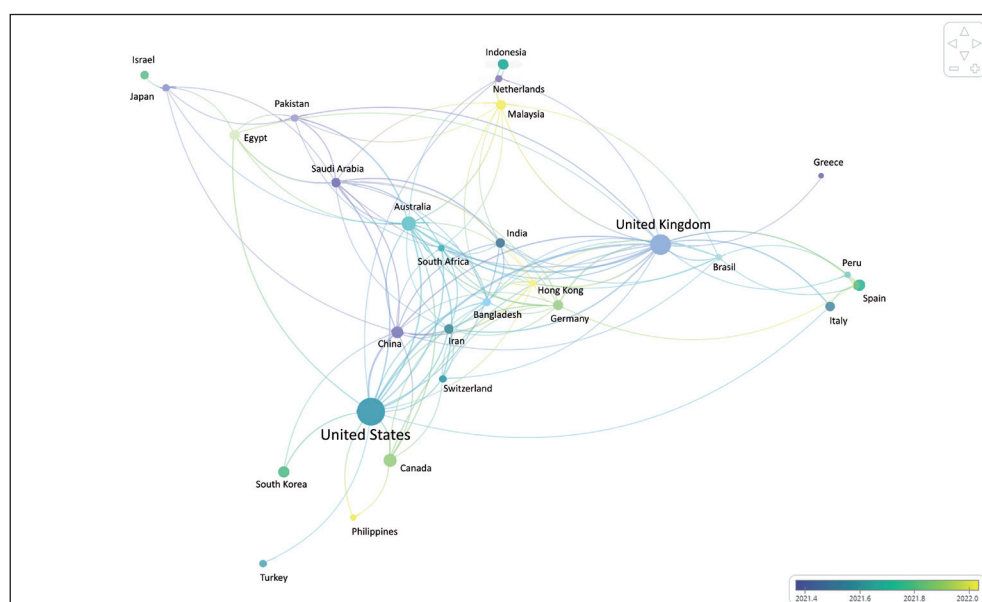 Indonesia
Israel
Netherlands
Japan
Pakistan
Malaysia
Egypt
Saudi Arabia
Greece
Australia
United Kingdom
India
South Africa
Brasil
Peru
Hong Kong
Spain
Bangladesh
Germany
Italy
China
Iran
Switzerland
United States
Canada
South Korea
Philippines
Turkey
2021.4 2021.6 2021.8 2022.0